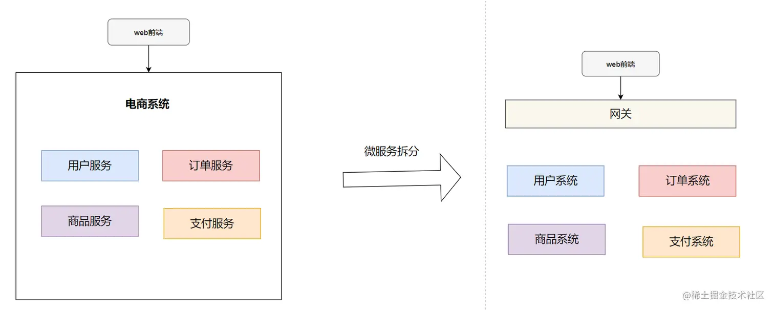 web前端
电商系统
用户服务
订单服务
商品服务
支付服务
微服务拆分
web前端
网关
用户系统
订单系统
商品系统
支付系统
@稀土掘金技术社区